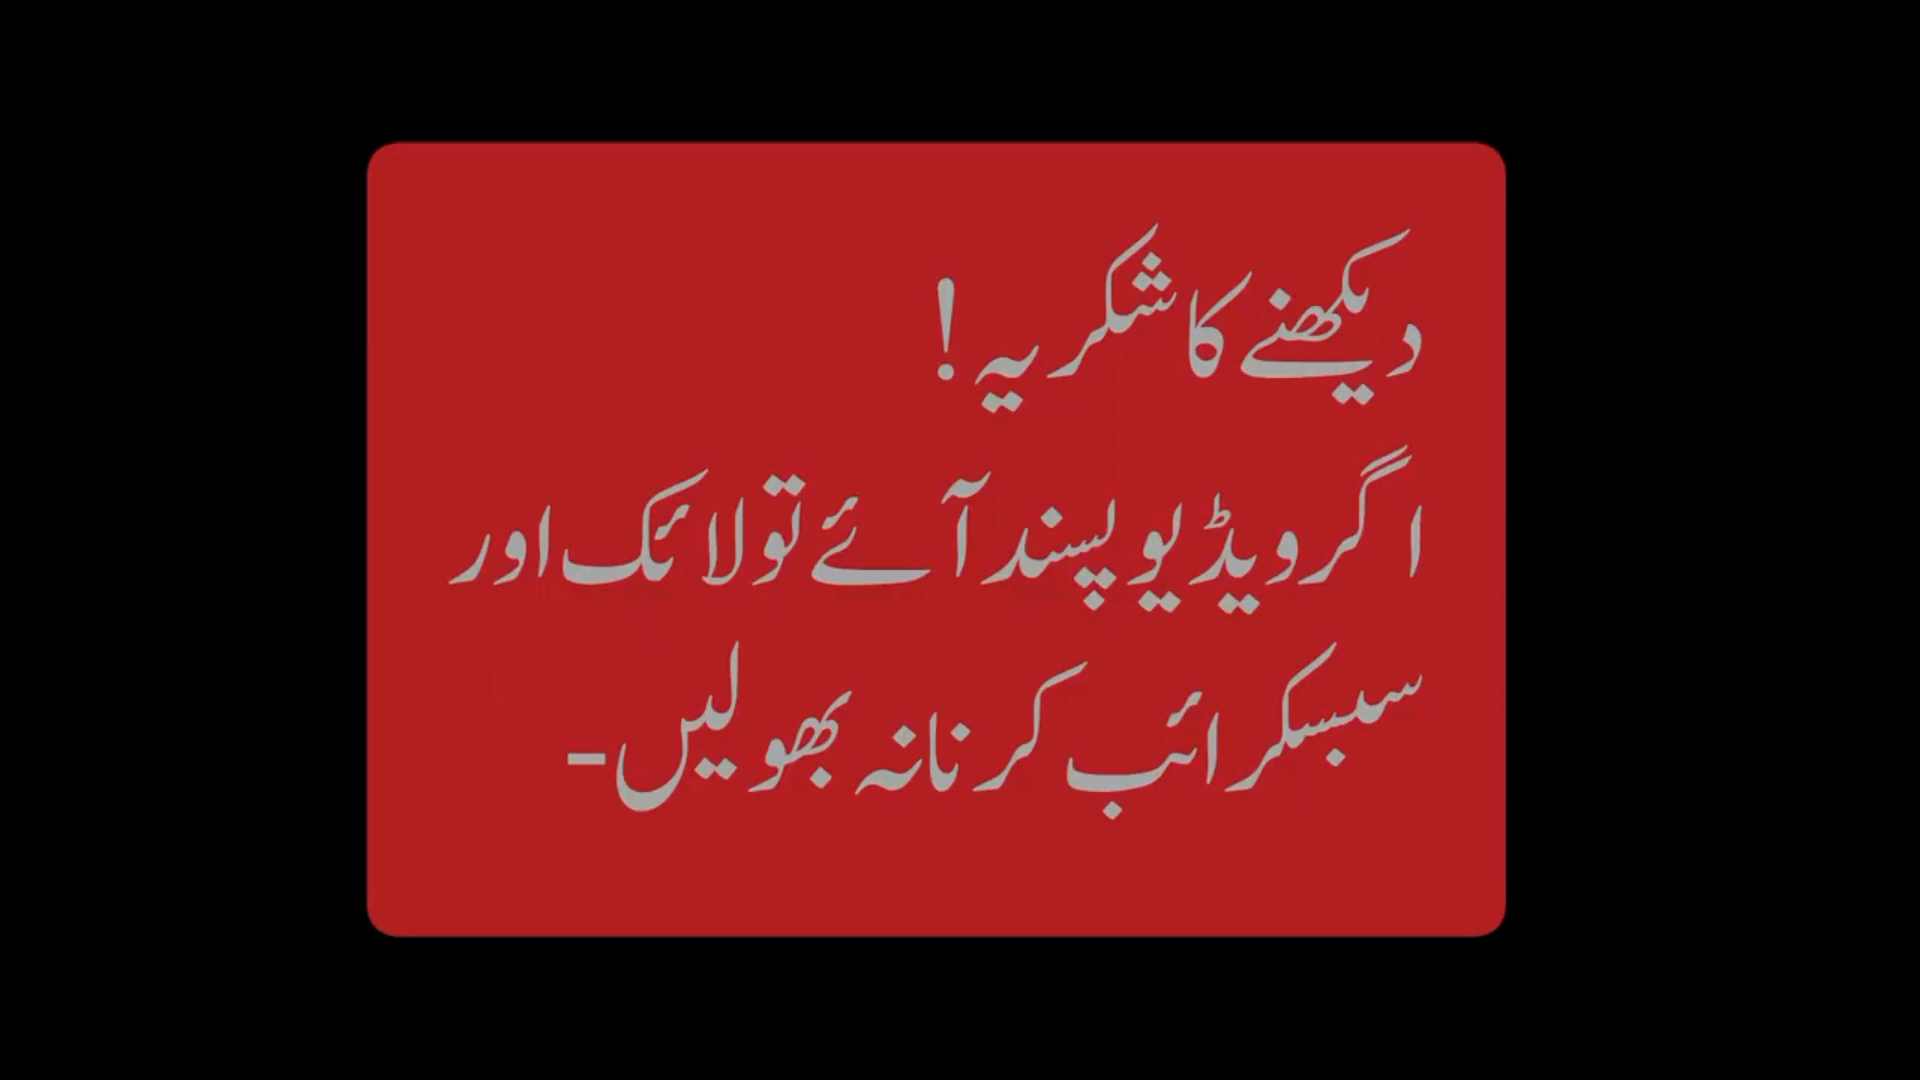 دیکھنے کا شکریہ !
اگر ویڈیو پسند آئے تو لائک اور
سبسکرائب کرنا نہ بھولیں-